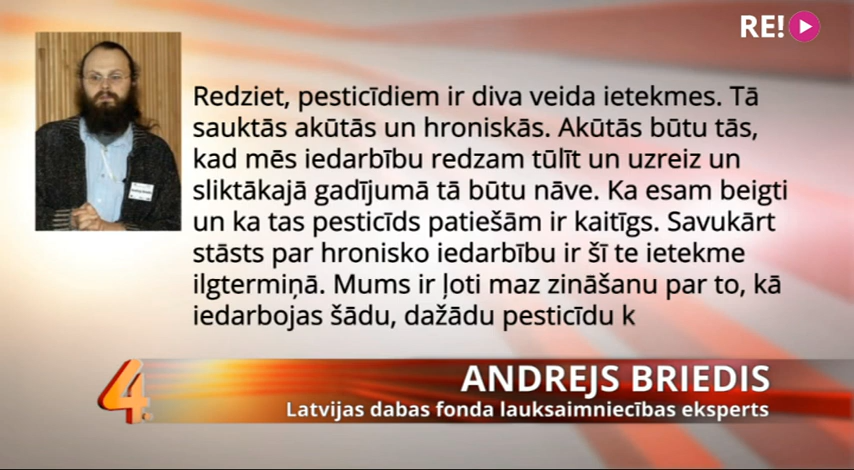 RE!
Redziet, pesticīdiem ir diva veida ietekmes. Tā
sauktās akūtās un hroniskās. Akūtās būtu tās,
kad mēs iedarbību redzam tūlīt un uzreiz un
sliktākajā gadījumā tā būtu nāve. Ka esam beigti
un ka tas pesticīds patiešām ir kaitīgs. Savukārt
stāsts par hronisko iedarbību ir šī te ietekme
ilgtermiņā. Mums ir ļoti maz zināšanu par to, kā
iedarbojas šādu, dažādu pesticīdu k
4.
ANDREJS BRIEDIS
Latvijas dabas fonda lauksaimniecības eksperts